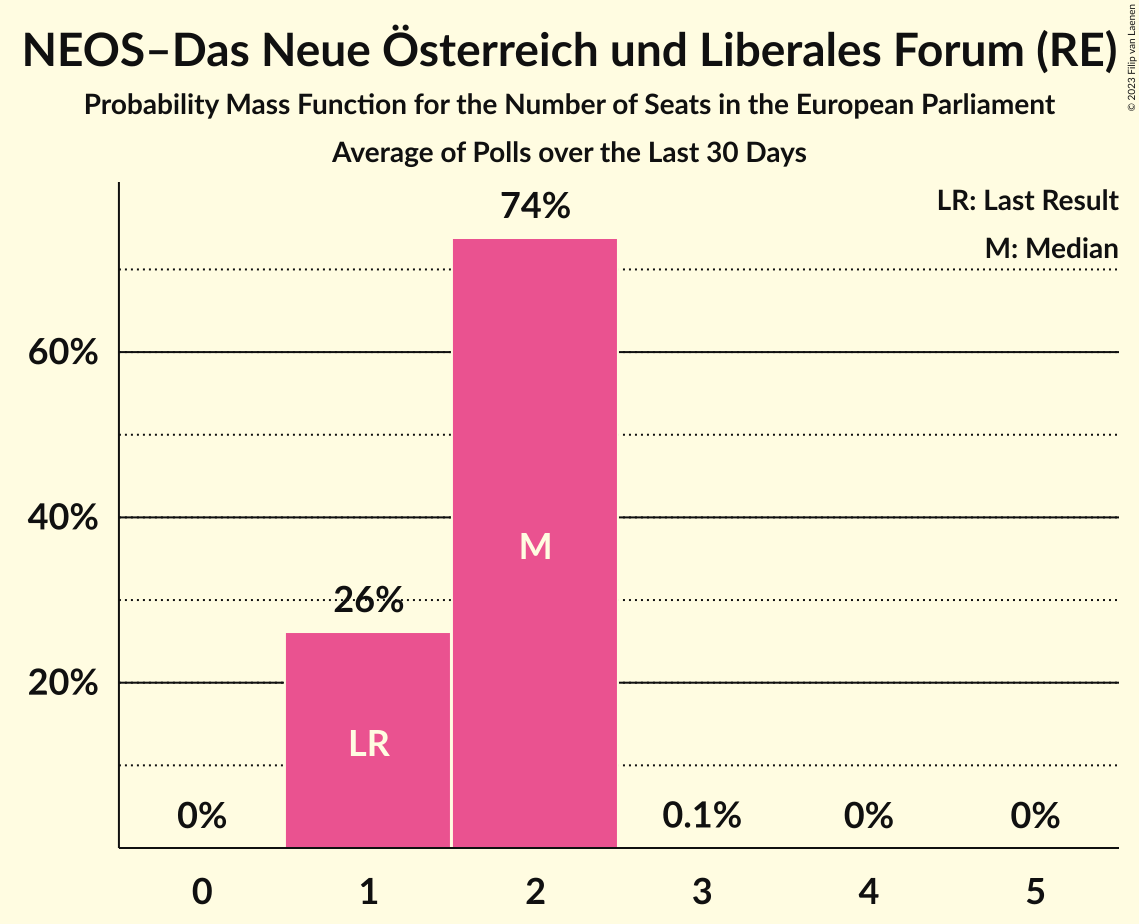 NEOS–Das Neue Österreich und Liberales Forum (RE)
Probability Mass Function for the Number of Seats in the European Parliament
Average of Polls over the Last 30 Days
© 2023 Filip van Laenen
LR: Last Result
M: Median
74%
60%
40%
M
26%
20%
LR
0%
0.1%
0%
0%
0 1 2 3 4 5